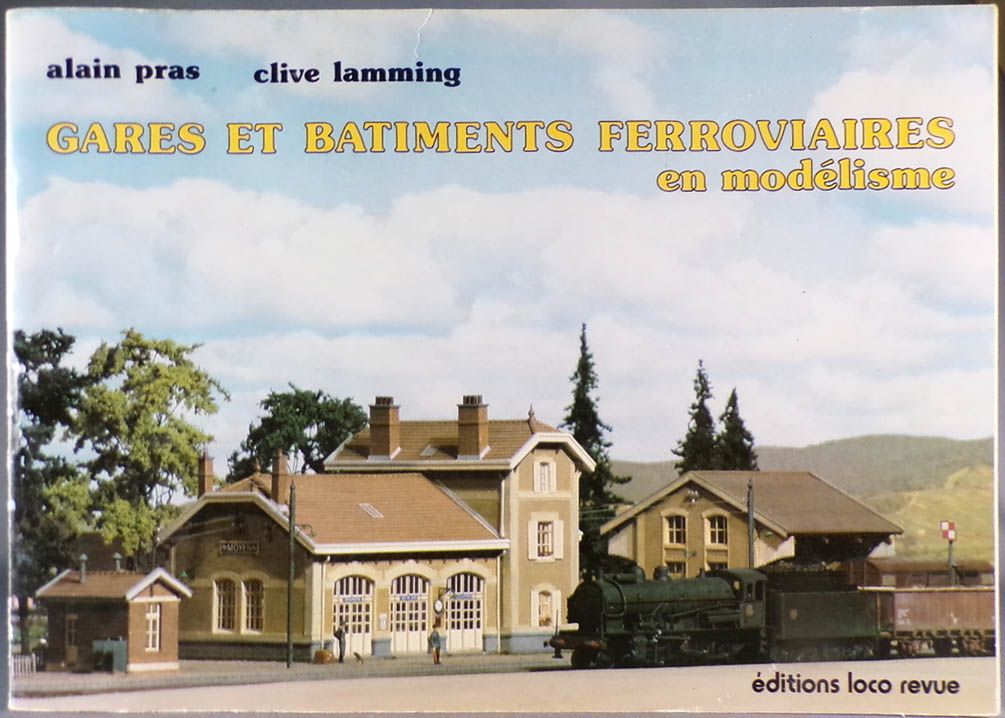 alain pras clive lamming
GARES ET BATIMENTS FERROVIAIRES
en modélisme
éditions loco revue